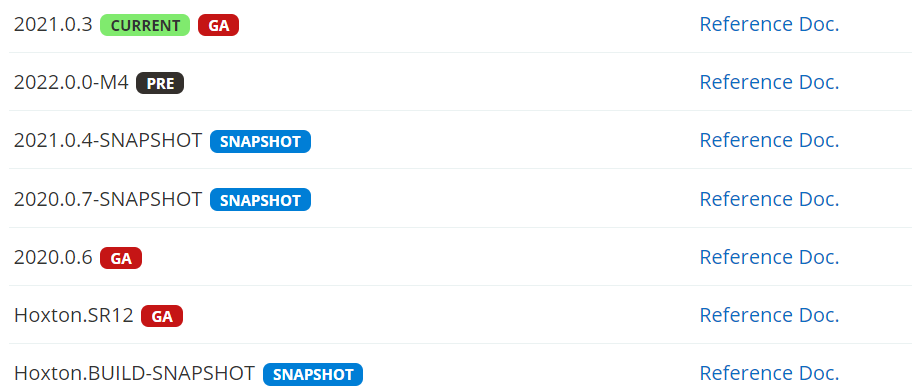 2021.0.3 CURRENT GA Reference Doc.
2022.0.0-M4 PRE Reference Doc.
2021.0.4-SNAPSHOT SNAPSHOT Reference Doc.
2020.0.7-SNAPSHOT SNAPSHOT Reference Doc.
2020.0.6 GA Reference Doc.
Hoxton.SR12 GA Reference Doc.
Hoxton.BUILD-SNAPSHOT SNAPSHOT Reference Doc.